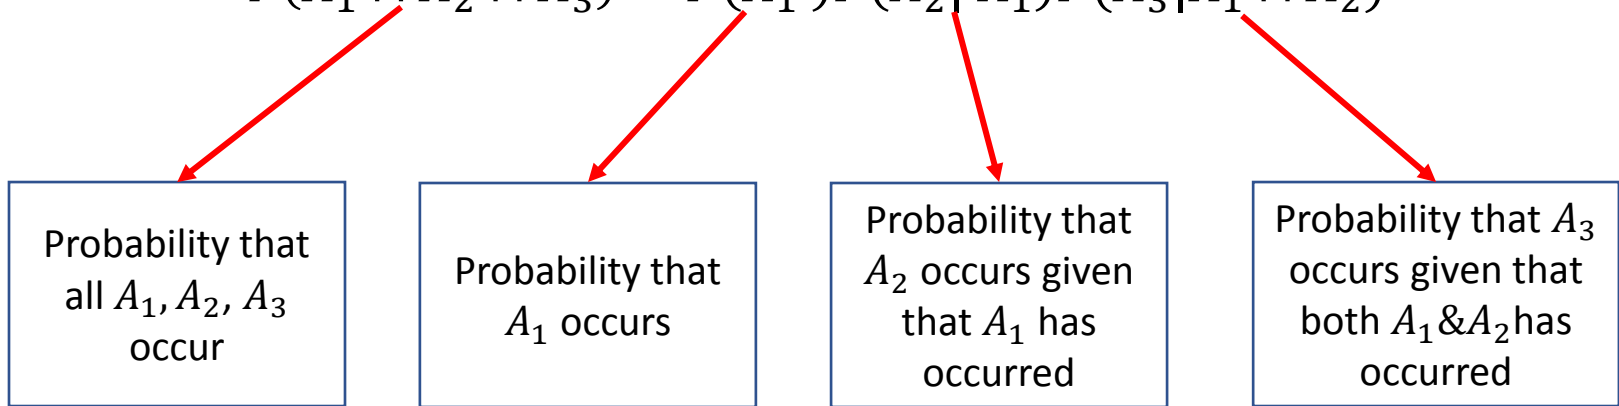 Probability that
all A₁, A₂, A₃
occur
Probability that
A₁ occurs
Probability that
A₂ occurs given
that A₁ has
occurred
Probability that A₃
occurs given that
both A₁&A₂has
occurred